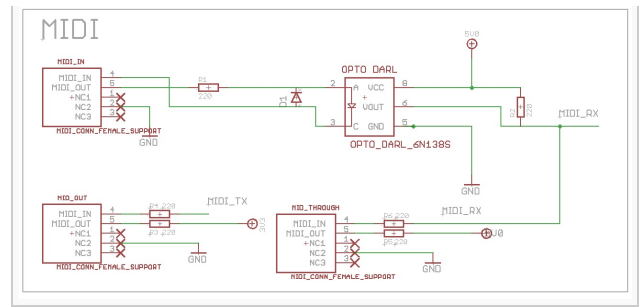 MIDI
MIDI_IN
MIDI_IN 4
MIDI_OUT 5
+NC1 1
NC2 2
NC3 3
MIDI_CONN_FEMALE_SUPPORT
GND
R1
220
D1
OPTO DARL
2 A VCC 8
+
VOUT 6
3 C GND 5
OPTO_DARL_6N138S
5V0
R2
220
MIDI_RX
GND
MID_OUT
MIDI_IN 4
MIDI_OUT 5
+NC1 1
NC2 2
NC3 3
MIDI_CONN_FEMALE_SUPPORT
R4 220
R3 220
MIDI_TX
3V3
GND
MID_THROUGH
MIDI_IN 4
MIDI_OUT 5
+NC1 1
NC2 2
NC3 3
MIDI_CONN_FEMALE_SUPPORT
R6 220
R5 220
MIDI_RX
GND